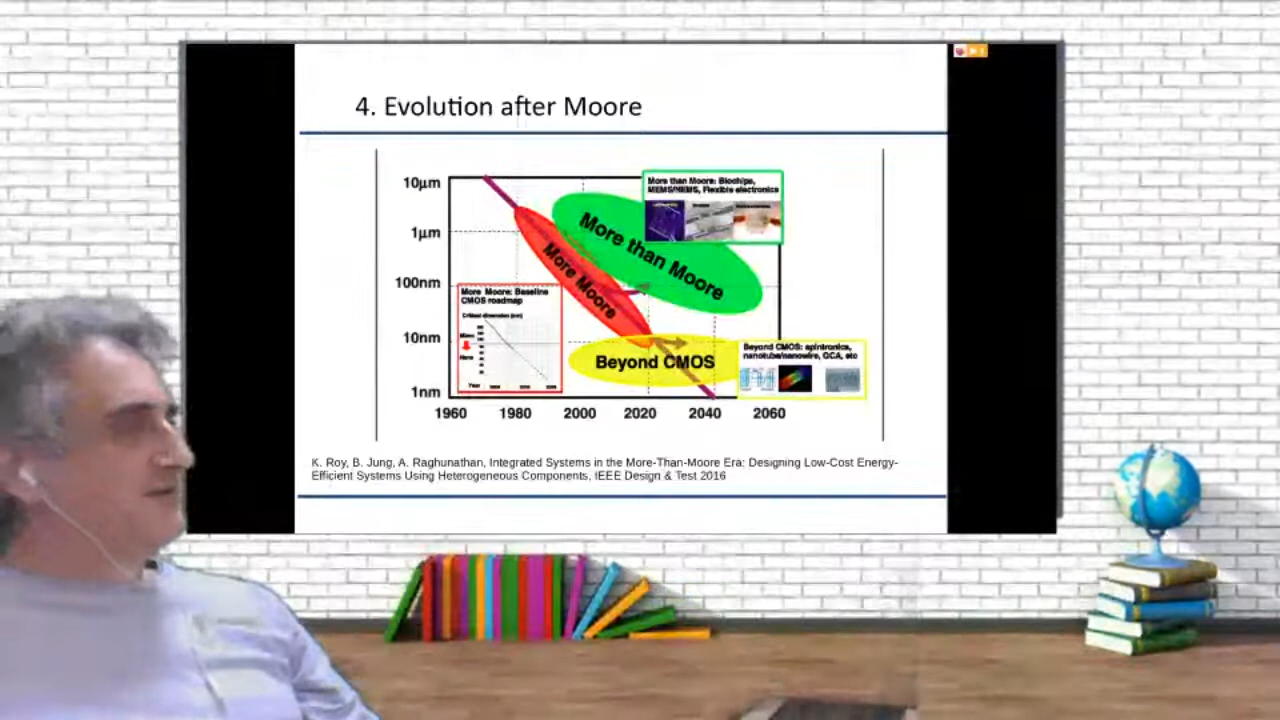 4. Evolution after Moore
10µm
1µm
100nm
10nm
1nm
1960
1980
2000
2020
2040
2060
More than Moore
More Moore
Beyond CMOS
More than Moore: Biochips,
MEMS/NEMS, Flexible electronics
More Moore: Baseline
CMOS roadmap
Critical dimension (nm)
Year
Beyond CMOS: spintronics,
nanotube/nanowire, QCA, etc
K. Roy, B. Jung, A. Raghunathan, Integrated Systems in the More-Than-Moore Era: Designing Low-Cost Energy-
Efficient Systems Using Heterogeneous Components, IEEE Design & Test 2016